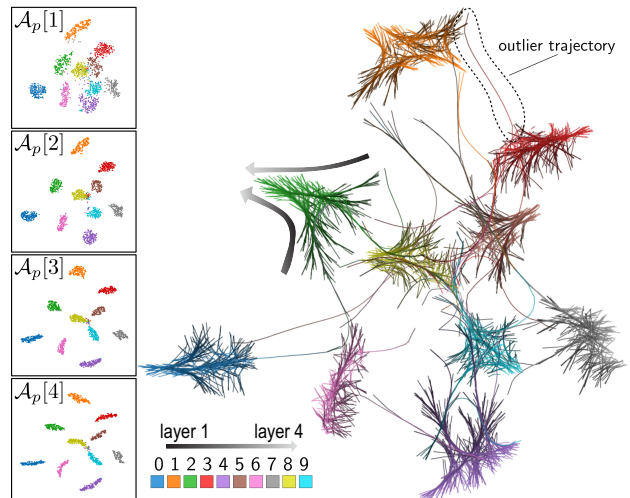 𝒜ₚ[1]
𝒜ₚ[2]
𝒜ₚ[3]
𝒜ₚ[4]
outlier trajectory
layer 1 layer 4
0 1 2 3 4 5 6 7 8 9